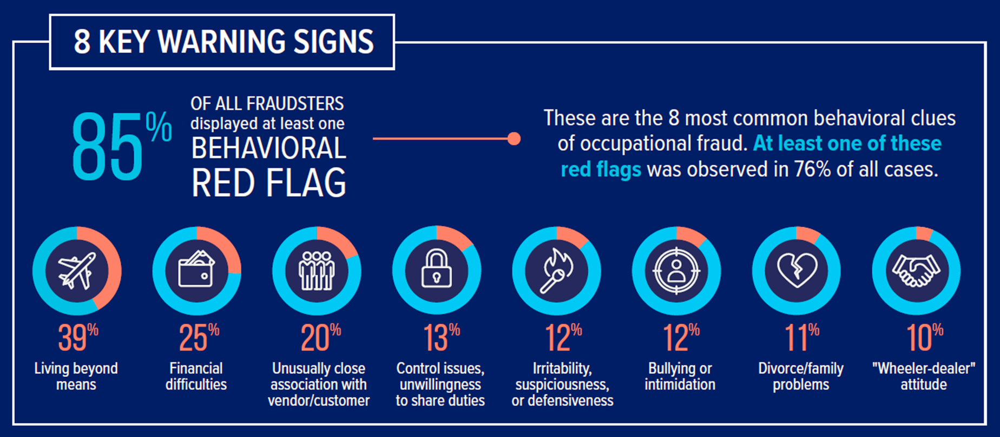 8 KEY WARNING SIGNS
85%
OF ALL FRAUDSTERS
displayed at least one
BEHAVIORAL
RED FLAG
These are the 8 most common behavioral clues
of occupational fraud. At least one of these
red flags was observed in 76% of all cases.
39%
Living beyond
means
25%
Financial
difficulties
20%
Unusually close
association with
vendor/customer
13%
Control issues,
unwillingness
to share duties
12%
Irritability,
suspiciousness,
or defensiveness
12%
Bullying or
intimidation
11%
Divorce/family
problems
10%
"Wheeler-dealer"
attitude